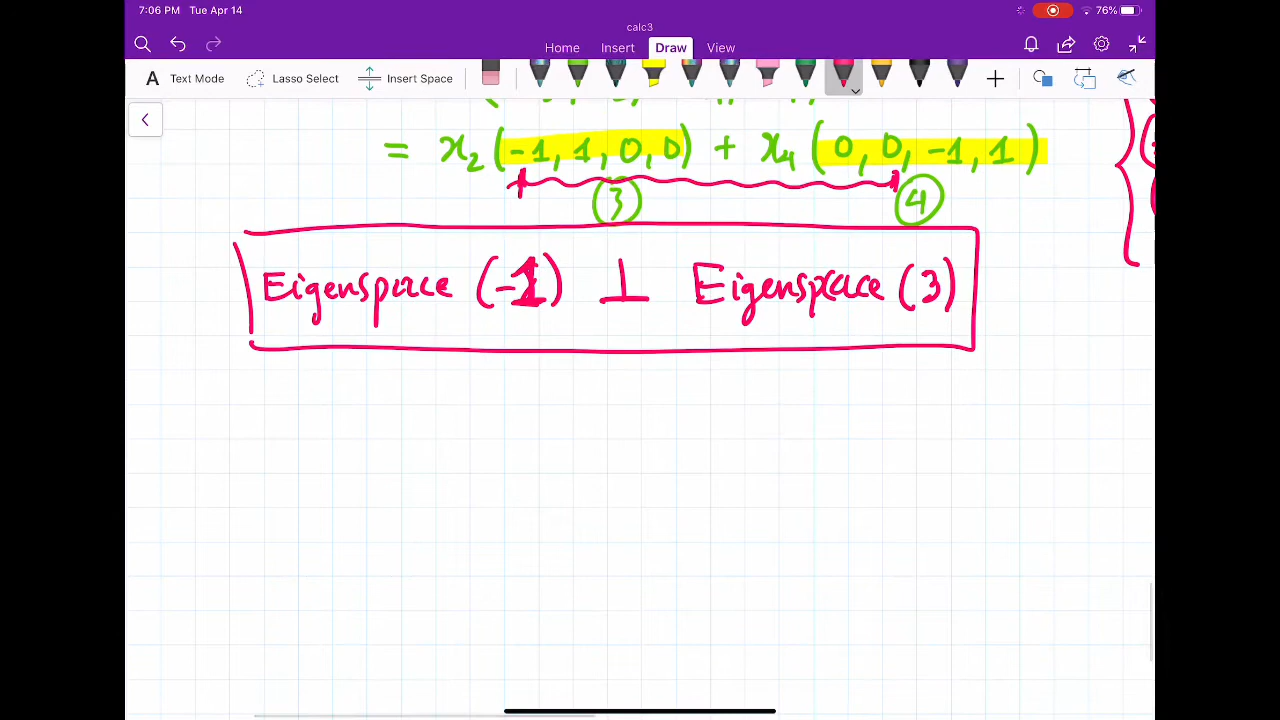 7:06 PM Tue Apr 14
76%
calc3
Home Insert Draw View
Text Mode Lasso Select Insert Space
= x₂ (-1, 1, 0, 0) + x₄ (0, 0, -1, 1)
③ ④
Eigenspace (-1) ⊥ Eigenspace (3)